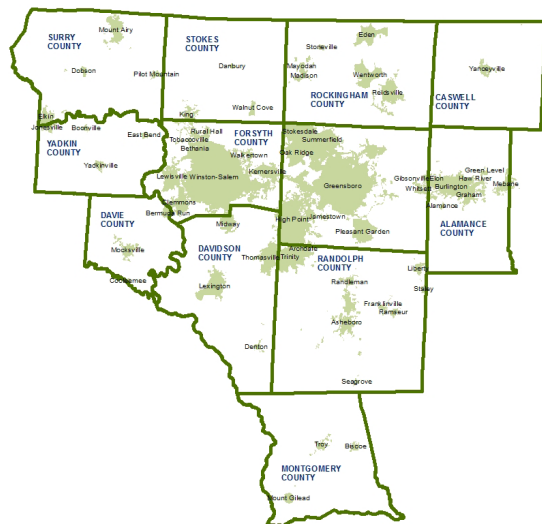 SURRY
COUNTY
Mount Airy
Dobson
Pilot Mountain
Elkin
Jonesville
STOKES
COUNTY
Danbury
King
Walnut Cove
Eden
Stoneville
Mayodan
Madison
Wentworth
Reidsville
ROCKINGHAM
COUNTY
Yanceyville
CASWELL
COUNTY
Boonville
East Bend
YADKIN
COUNTY
Yadkinville
Rural Hall
Tobaccoville
Bethania
FORSYTH
COUNTY
Walkertown
Kernersville
Lewisville
Winston-Salem
Clemmons
Bermuda Run
Stokesdale
Summerfield
Oak Ridge
Greensboro
High Point
Jamestown
Pleasant Garden
Gibsonville
Elon
Whitsett
Burlington
Green Level
Haw River
Mebane
Graham
Alamance
ALAMANCE
COUNTY
DAVIE
COUNTY
Mocksville
Cooleemee
Midway
DAVIDSON
COUNTY
Thomasville
Lexington
Denton
Archdale
Trinity
RANDOLPH
COUNTY
Randleman
Liberty
Staley
Franklinville
Ramseur
Asheboro
Seagrove
Troy
Biscoe
MONTGOMERY
COUNTY
Mount Gilead